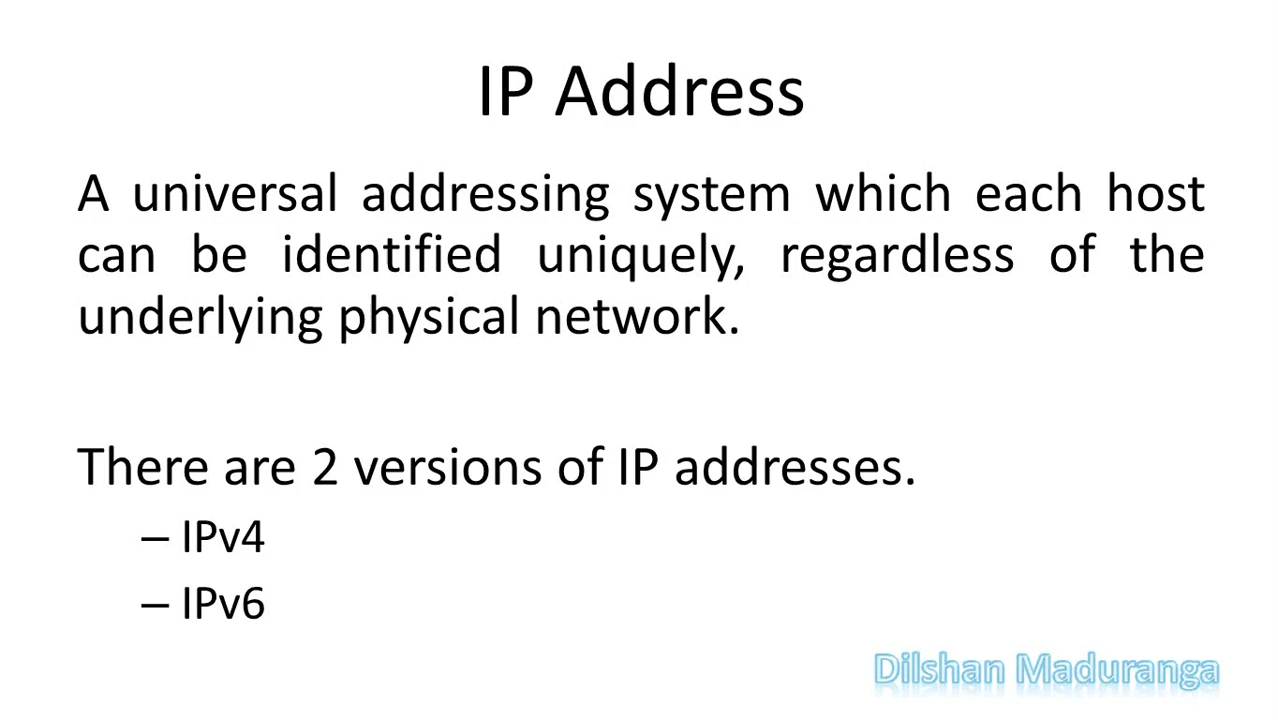 IP Address
A universal addressing system which each host
can be identified uniquely, regardless of the
underlying physical network.
There are 2 versions of IP addresses.
– IPv4
– IPv6
Dilshan Maduranga